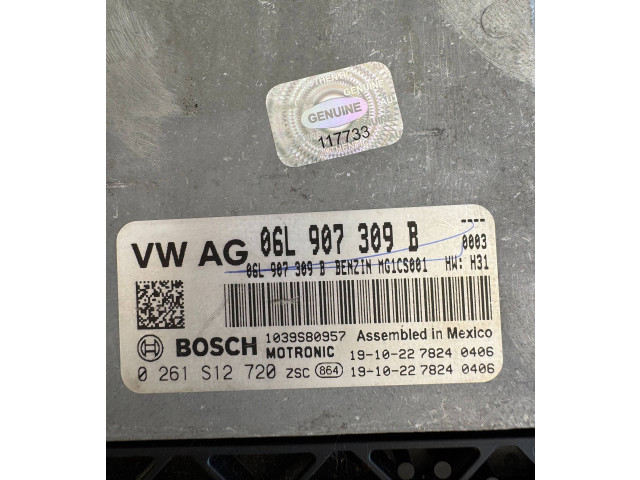 GENUINE
GENUINE
117733
VW AG 06L 907 309 B ----
06L 907 309 B BENZIN MG1CS001 HW: H31
0003
BOSCH 1039S80957 Assembled in Mexico
MOTRONIC 19-10-22 7824 0406
0 261 S12 720 ZSC 864 19-10-22 7824 0406